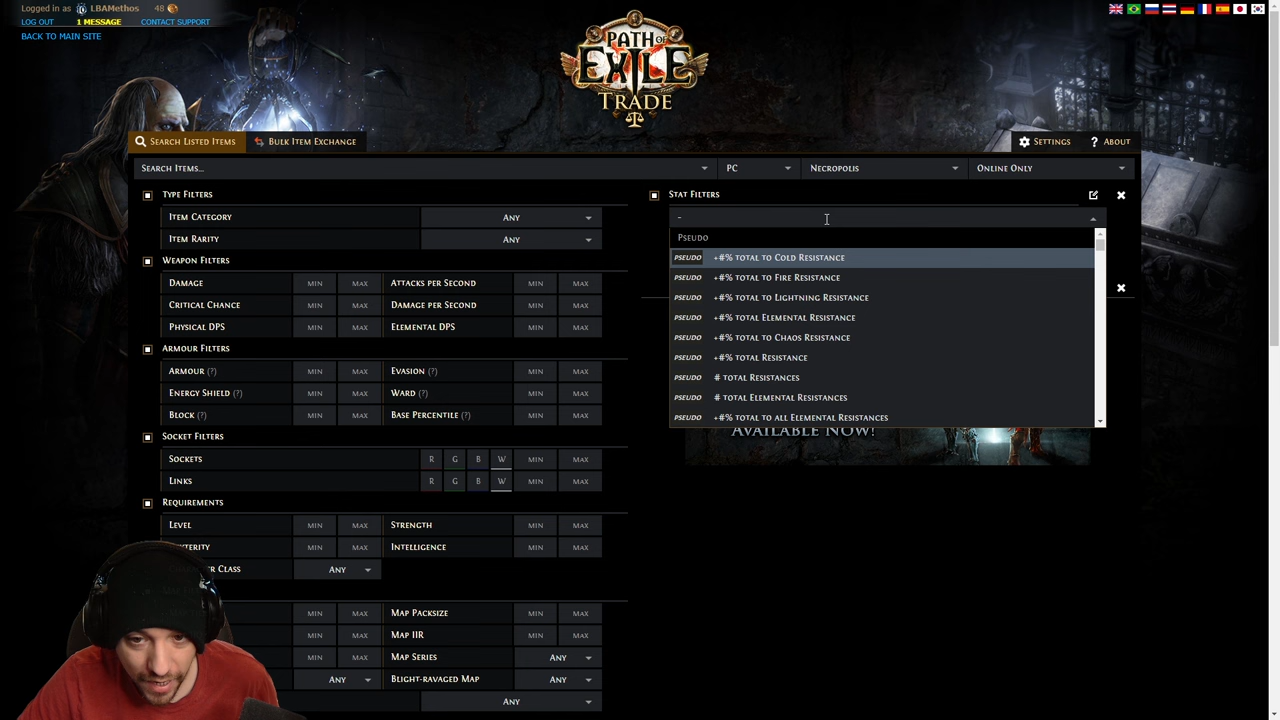 Logged in as LBAMethos 48
LOG OUT 1 MESSAGE CONTACT SUPPORT
BACK TO MAIN SITE
PATH OF
EXILE
TRADE
Search Listed Items Bulk Item Exchange Settings ? About
Search Items... PC Necropolis Online Only
Type Filters
Item Category Any
Item Rarity Any
Weapon Filters
Damage MIN MAX Attacks per Second MIN MAX
Critical Chance MIN MAX Damage per Second MIN MAX
Physical DPS MIN MAX Elemental DPS MIN MAX
Armour Filters
Armour (?) MIN MAX Evasion (?) MIN MAX
Energy Shield (?) MIN MAX Ward (?) MIN MAX
Block (?) MIN MAX Base Percentile (?) MIN MAX
Socket Filters
Sockets R G B W MIN MAX
Links R G B W MIN MAX
Requirements
Level MIN MAX Strength MIN MAX
Intelligence MIN MAX
Class Any
MIN MAX Map Packsize MIN MAX
MIN MAX Map IIR MIN MAX
MIN MAX Map Series Any
Any Blight-ravaged Map Any
Any
Stat Filters
-
Pseudo
PSEUDO +#% total to Cold Resistance
PSEUDO +#% total to Fire Resistance
PSEUDO +#% total to Lightning Resistance
PSEUDO +#% total Elemental Resistance
PSEUDO +#% total to Chaos Resistance
PSEUDO +#% total Resistance
PSEUDO # total Resistances
PSEUDO # total Elemental Resistances
PSEUDO +#% total to all Elemental Resistances
AVAILABLE NOW!